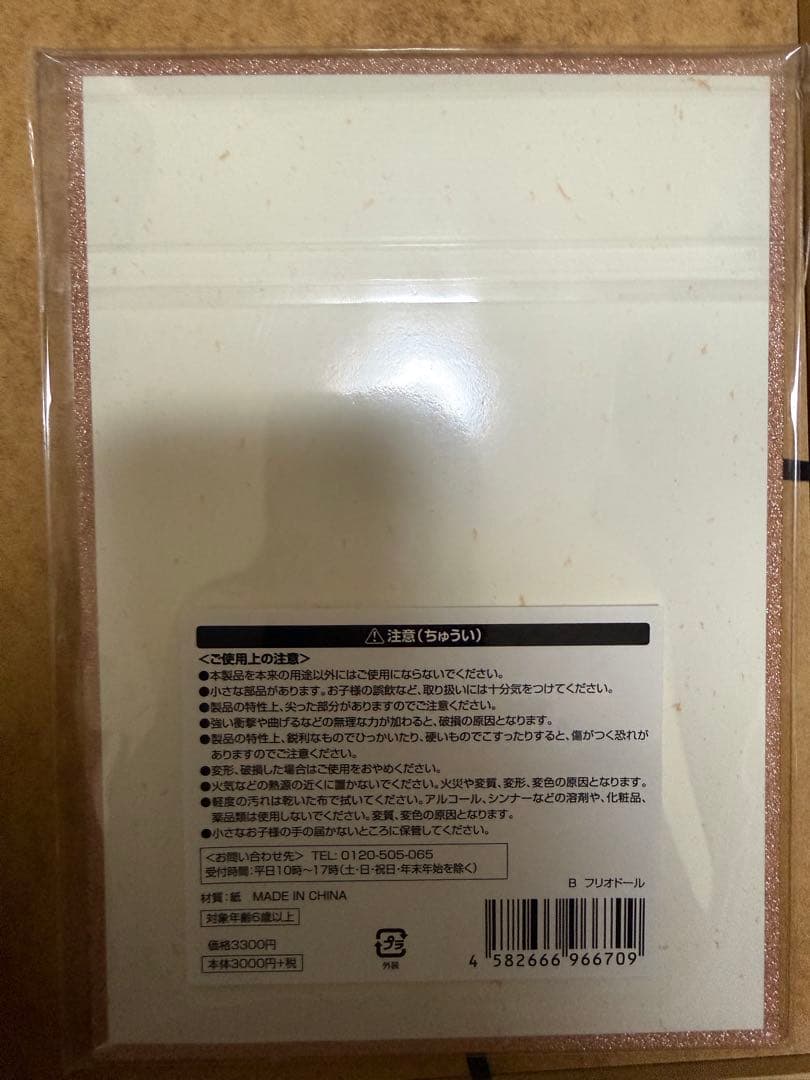 ⚠注意(ちゅうい)
<ご使用上の注意>
●本製品を本来の用途以外にはご使用にならないでください。
●小さな部品があります。お子様の誤飲など、取り扱いには十分気をつけてください。
●製品の特性上、尖った部分がありますのでご注意ください。
●強い衝撃や曲げるなどの無理な力が加わると、破損の原因となります。
●製品の特性上、鋭利なものでひっかいたり、硬いものでこすったりすると、傷がつく恐れが
ありますのでご注意ください。
●変形、破損した場合はご使用をおやめください。
●火気などの熱源の近くに置かないでください。火災や変質、変形、変色の原因となります。
●軽度の汚れは乾いた布で拭いてください。アルコール、シンナーなどの溶剤や、化粧品、
薬品類は使用しないでください。変質、変色の原因となります。
●小さなお子様の手の届かないところに保管してください。
<お問い合わせ先> TEL: 0120-505-065
受付時間:平日10時~17時(土・日・祝日・年末年始を除く)
B フリオドール
材質:紙 MADE IN CHINA
対象年齢6歳以上
価格3300円
本体3000円+税
プラ
外装
4 582666 966709